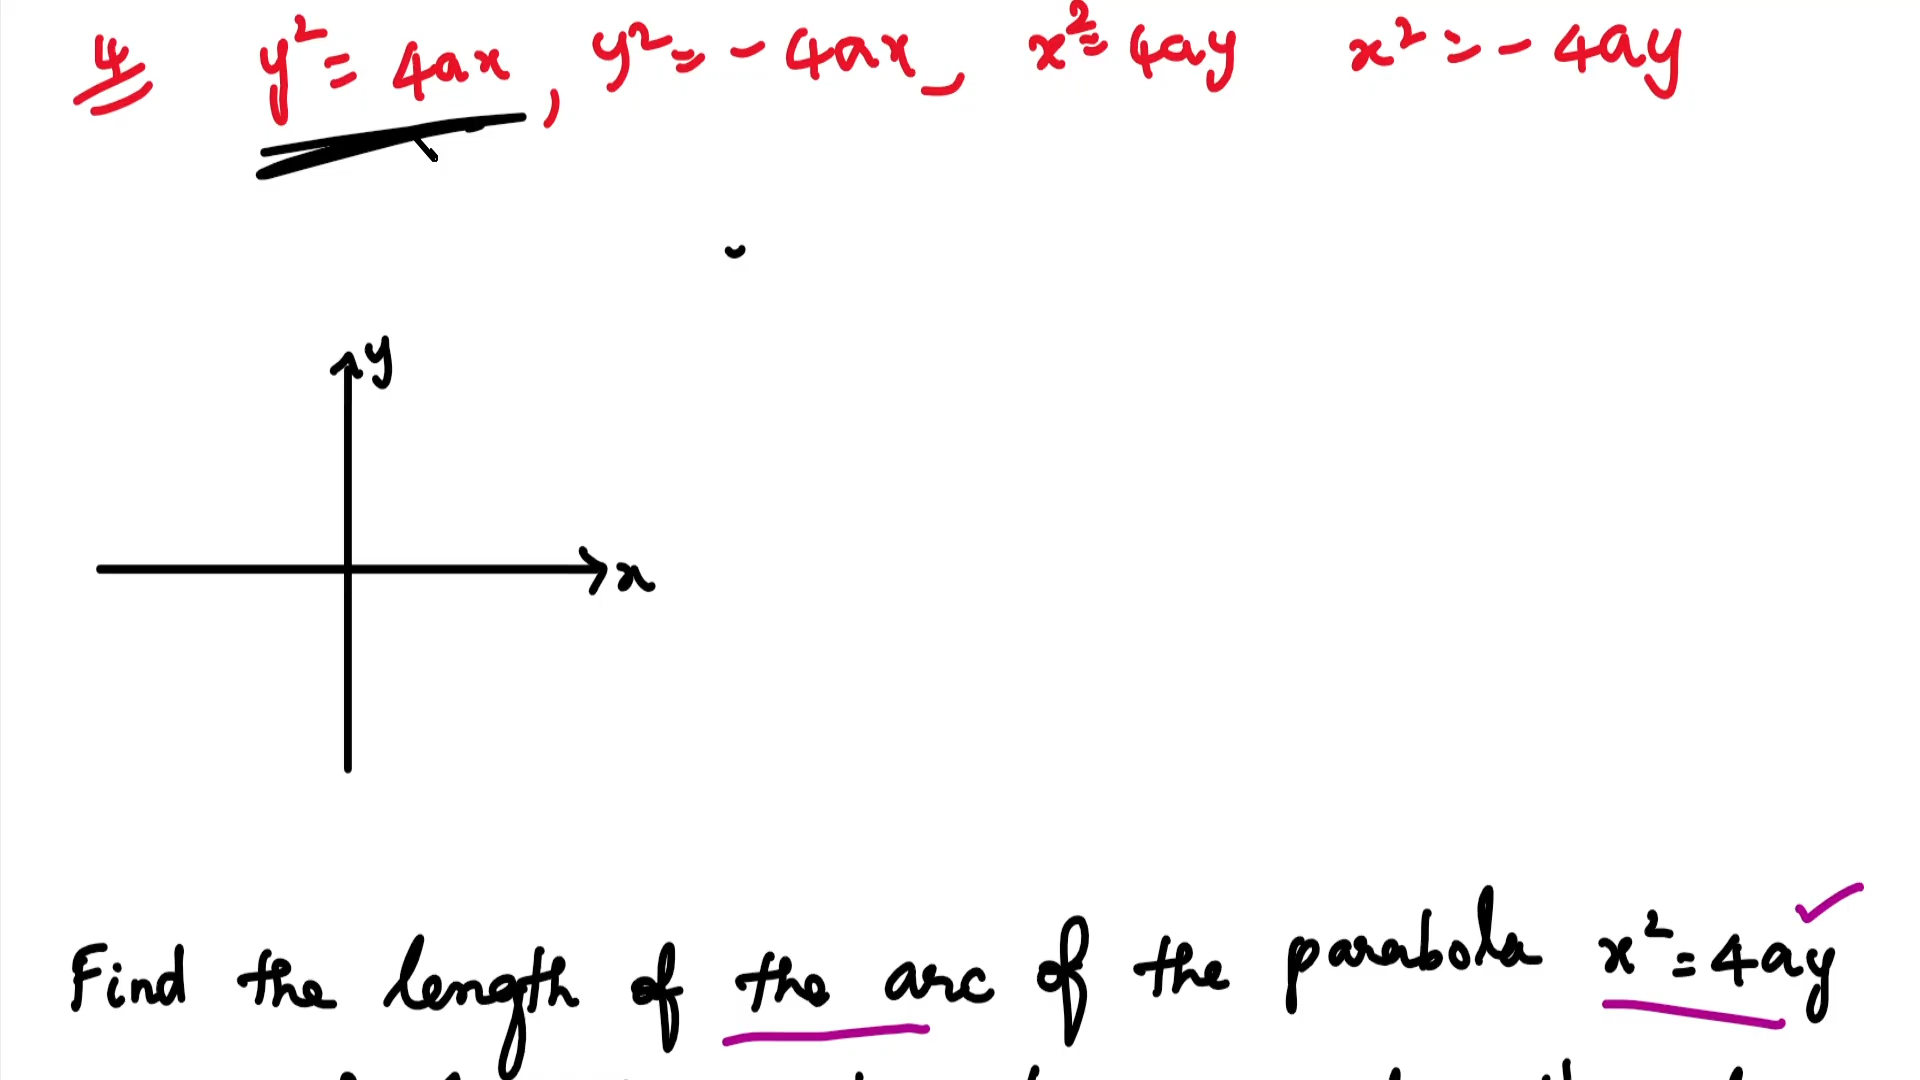 4 y² = 4ax, y² = - 4ax, x² = 4ay x² = - 4ay
y
x
Find the length of the arc of the parabola x² = 4ay